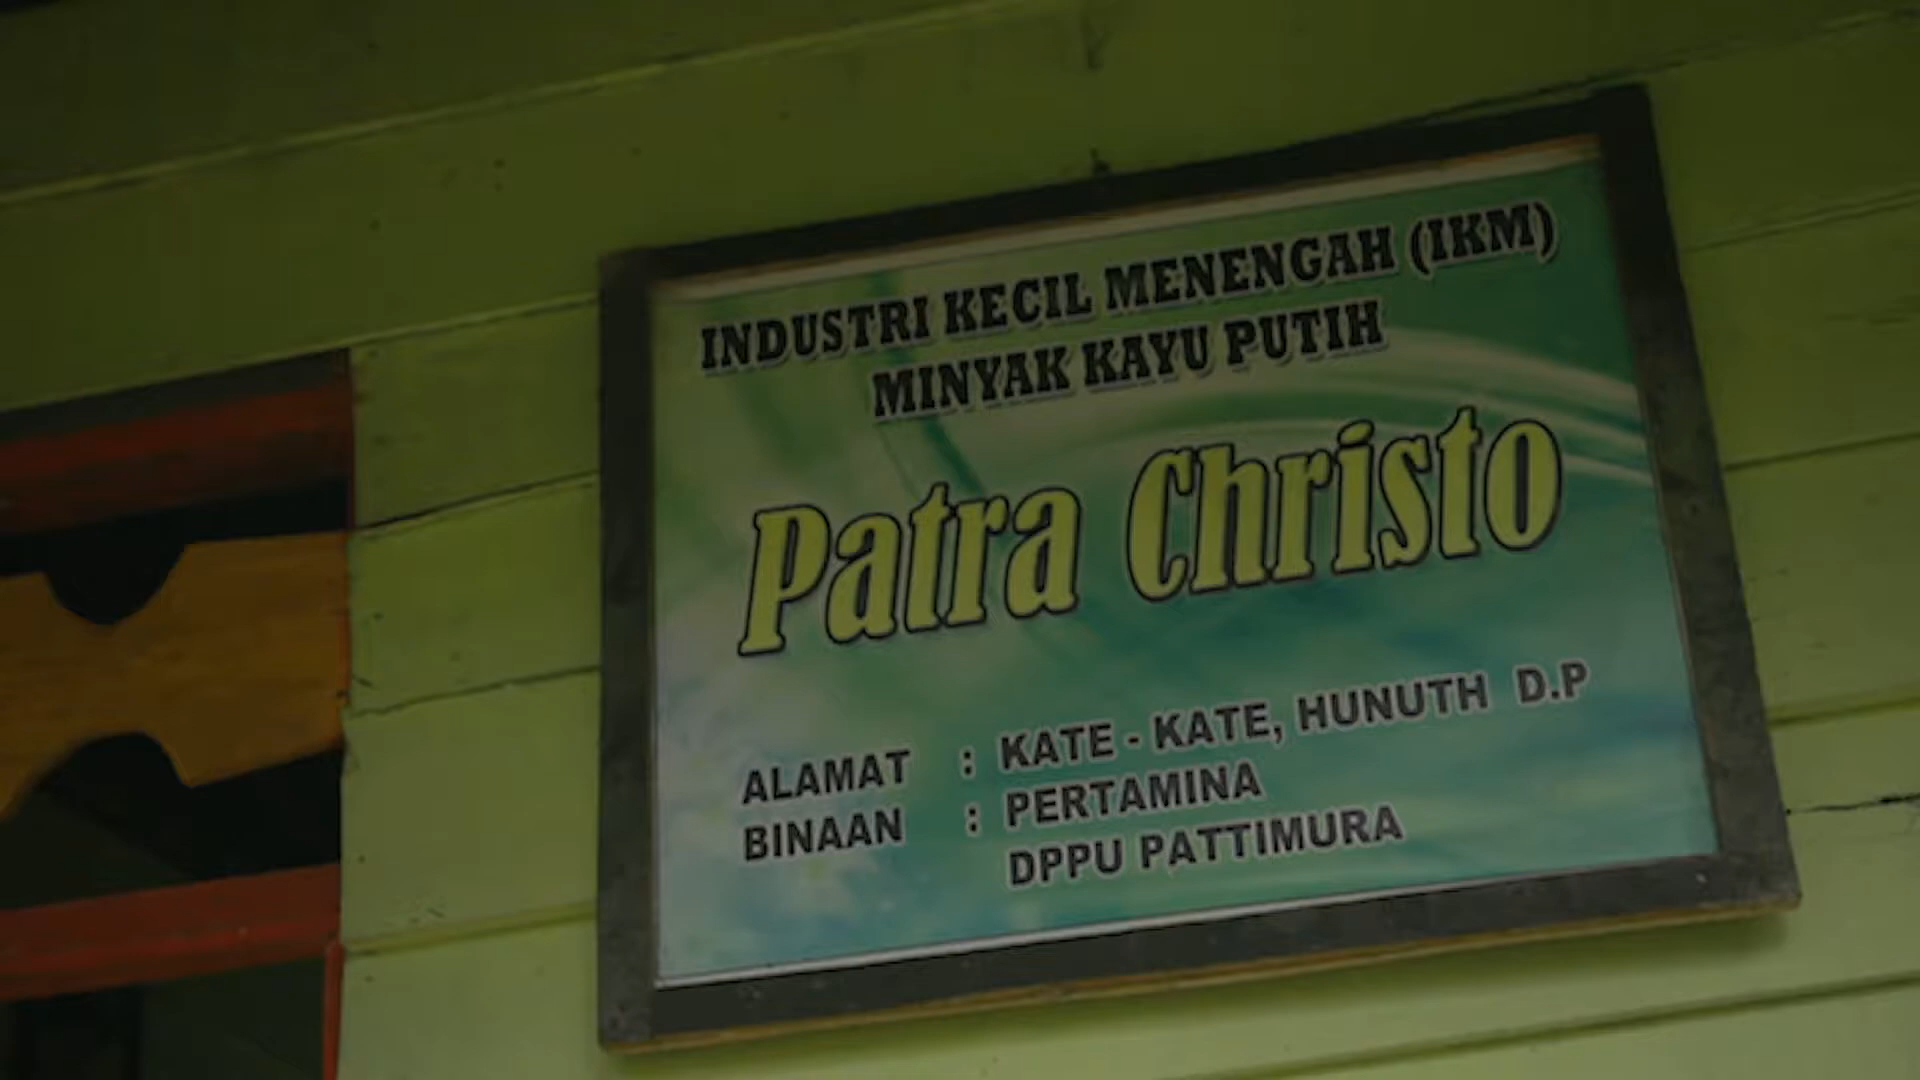 INDUSTRI KECIL MENENGAH (IKM)
MINYAK KAYU PUTIH
Patra Christo
ALAMAT : KATE - KATE, HUNUTH D.P
BINAAN : PERTAMINA
DPPU PATTIMURA